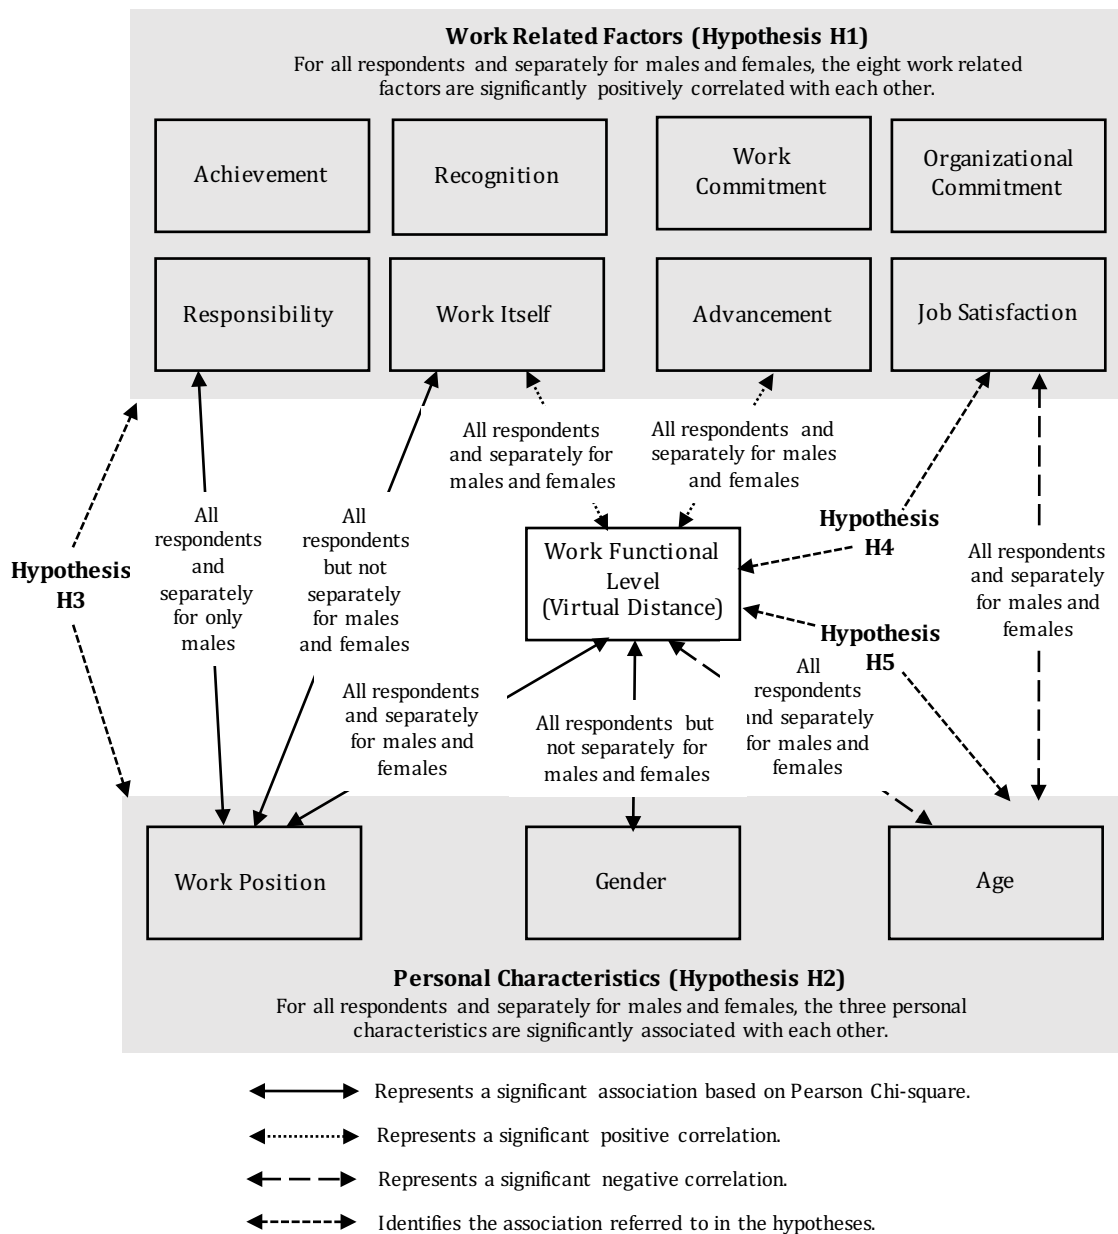 Work Related Factors (Hypothesis H1)
For all respondents and separately for males and females, the eight work related
factors are significantly positively correlated with each other.
Achievement
Recognition
Work
Commitment
Organizational
Commitment
Responsibility
Work Itself
Advancement
Job Satisfaction
All respondents
and separately for
males and females
All respondents and
separately for males
and females
Hypothesis
H3
All
respondents
and
separately
for only
males
All
respondents
but not
separately
for males
and females
Work Functional
Level
(Virtual Distance)
Hypothesis
H4
All respondents
and separately
for males and
females
Hypothesis
H5
All respondents
and separately
for males and
females
All respondents but
not separately for
males and females
All
respondents
and separately
for males and
females
Work Position
Gender
Age
Personal Characteristics (Hypothesis H2)
For all respondents and separately for males and females, the three personal
characteristics are significantly associated with each other.
Represents a significant association based on Pearson Chi-square.
Represents a significant positive correlation.
Represents a significant negative correlation.
Identifies the association referred to in the hypotheses.